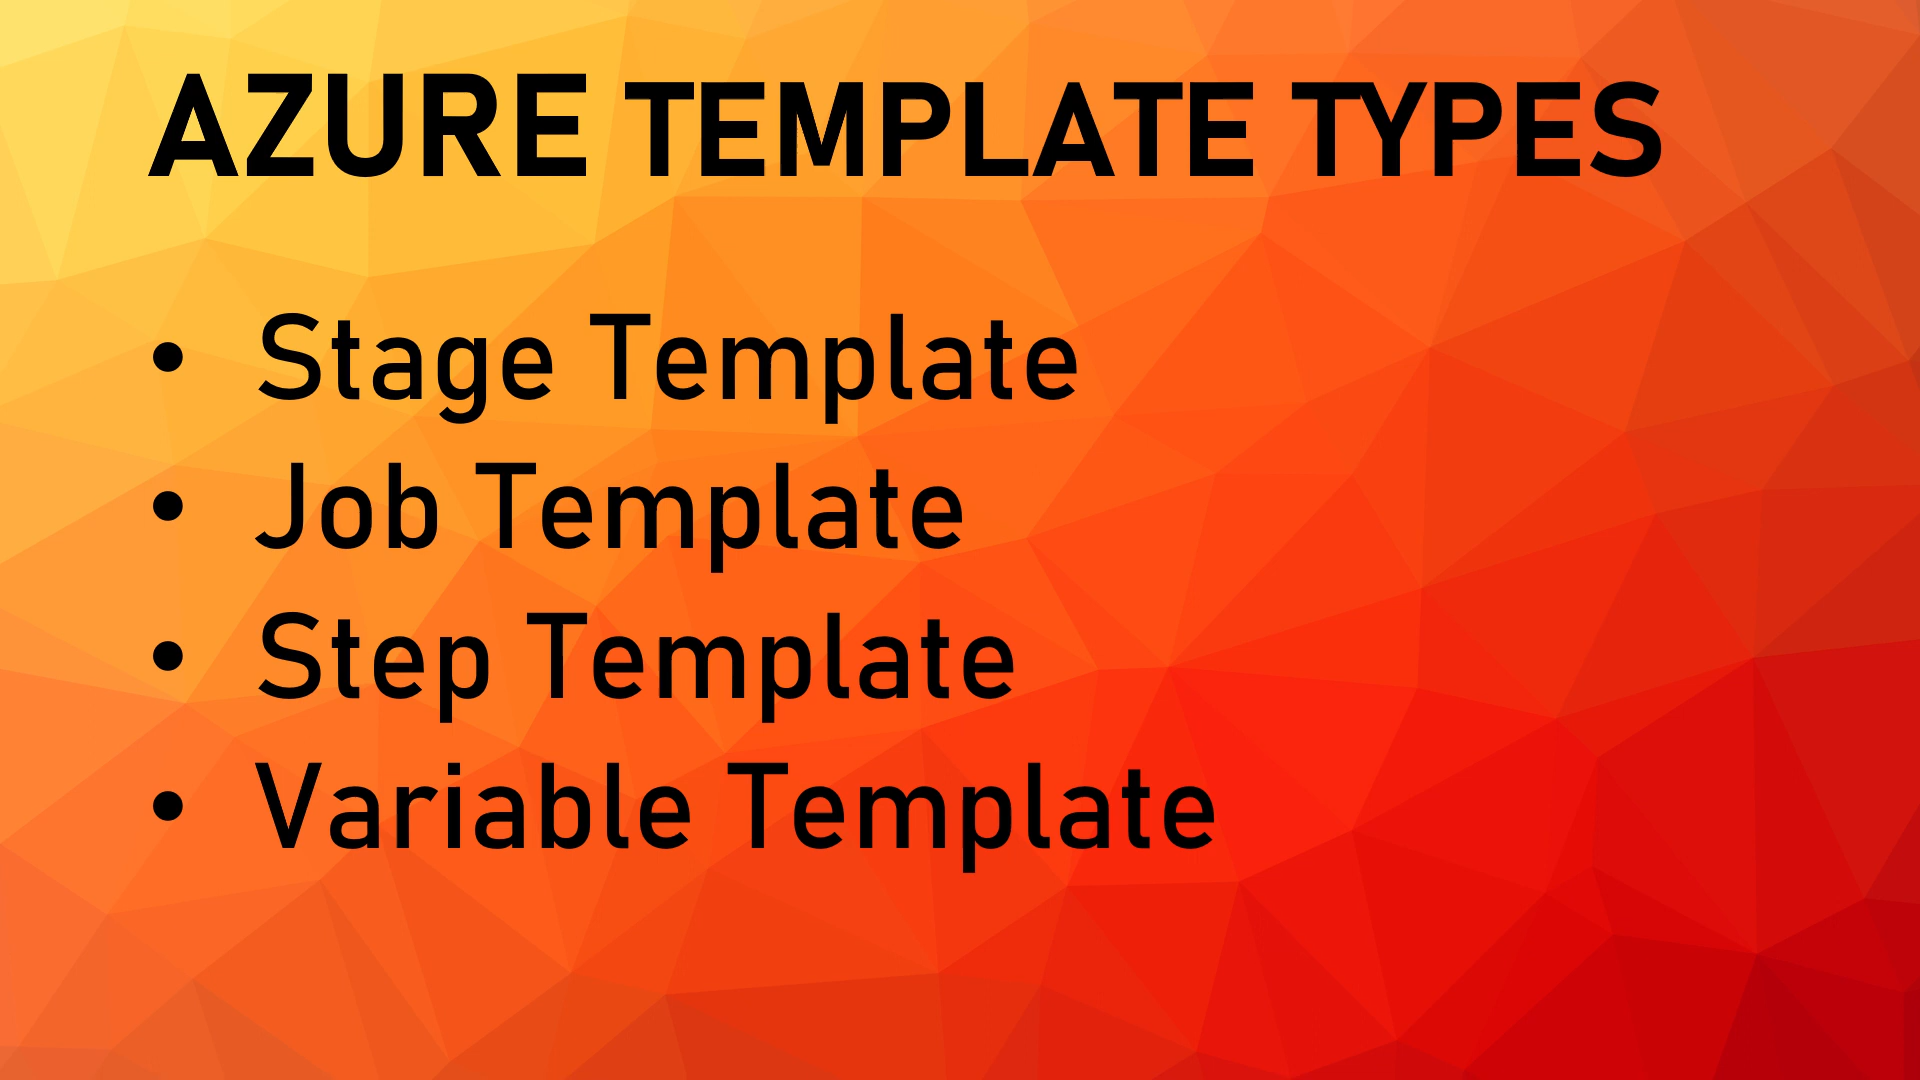 AZURE TEMPLATE TYPES
• Stage Template
• Job Template
• Step Template
• Variable Template